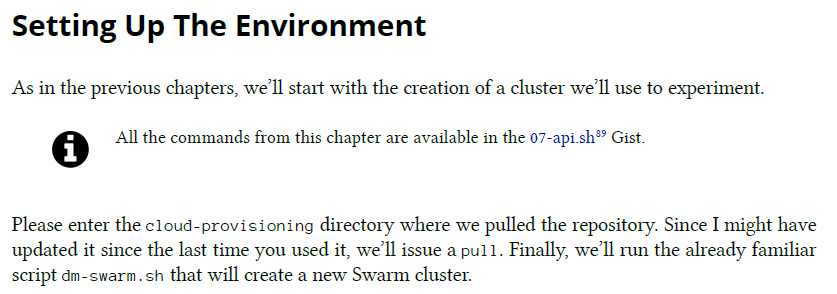 Setting Up The Environment
As in the previous chapters, we’ll start with the creation of a cluster we’ll use to experiment.
All the commands from this chapter are available in the 07-api.sh⁸⁹ Gist.
Please enter the cloud-provisioning directory where we pulled the repository. Since I might have
updated it since the last time you used it, we’ll issue a pull. Finally, we’ll run the already familiar
script dm-swarm.sh that will create a new Swarm cluster.